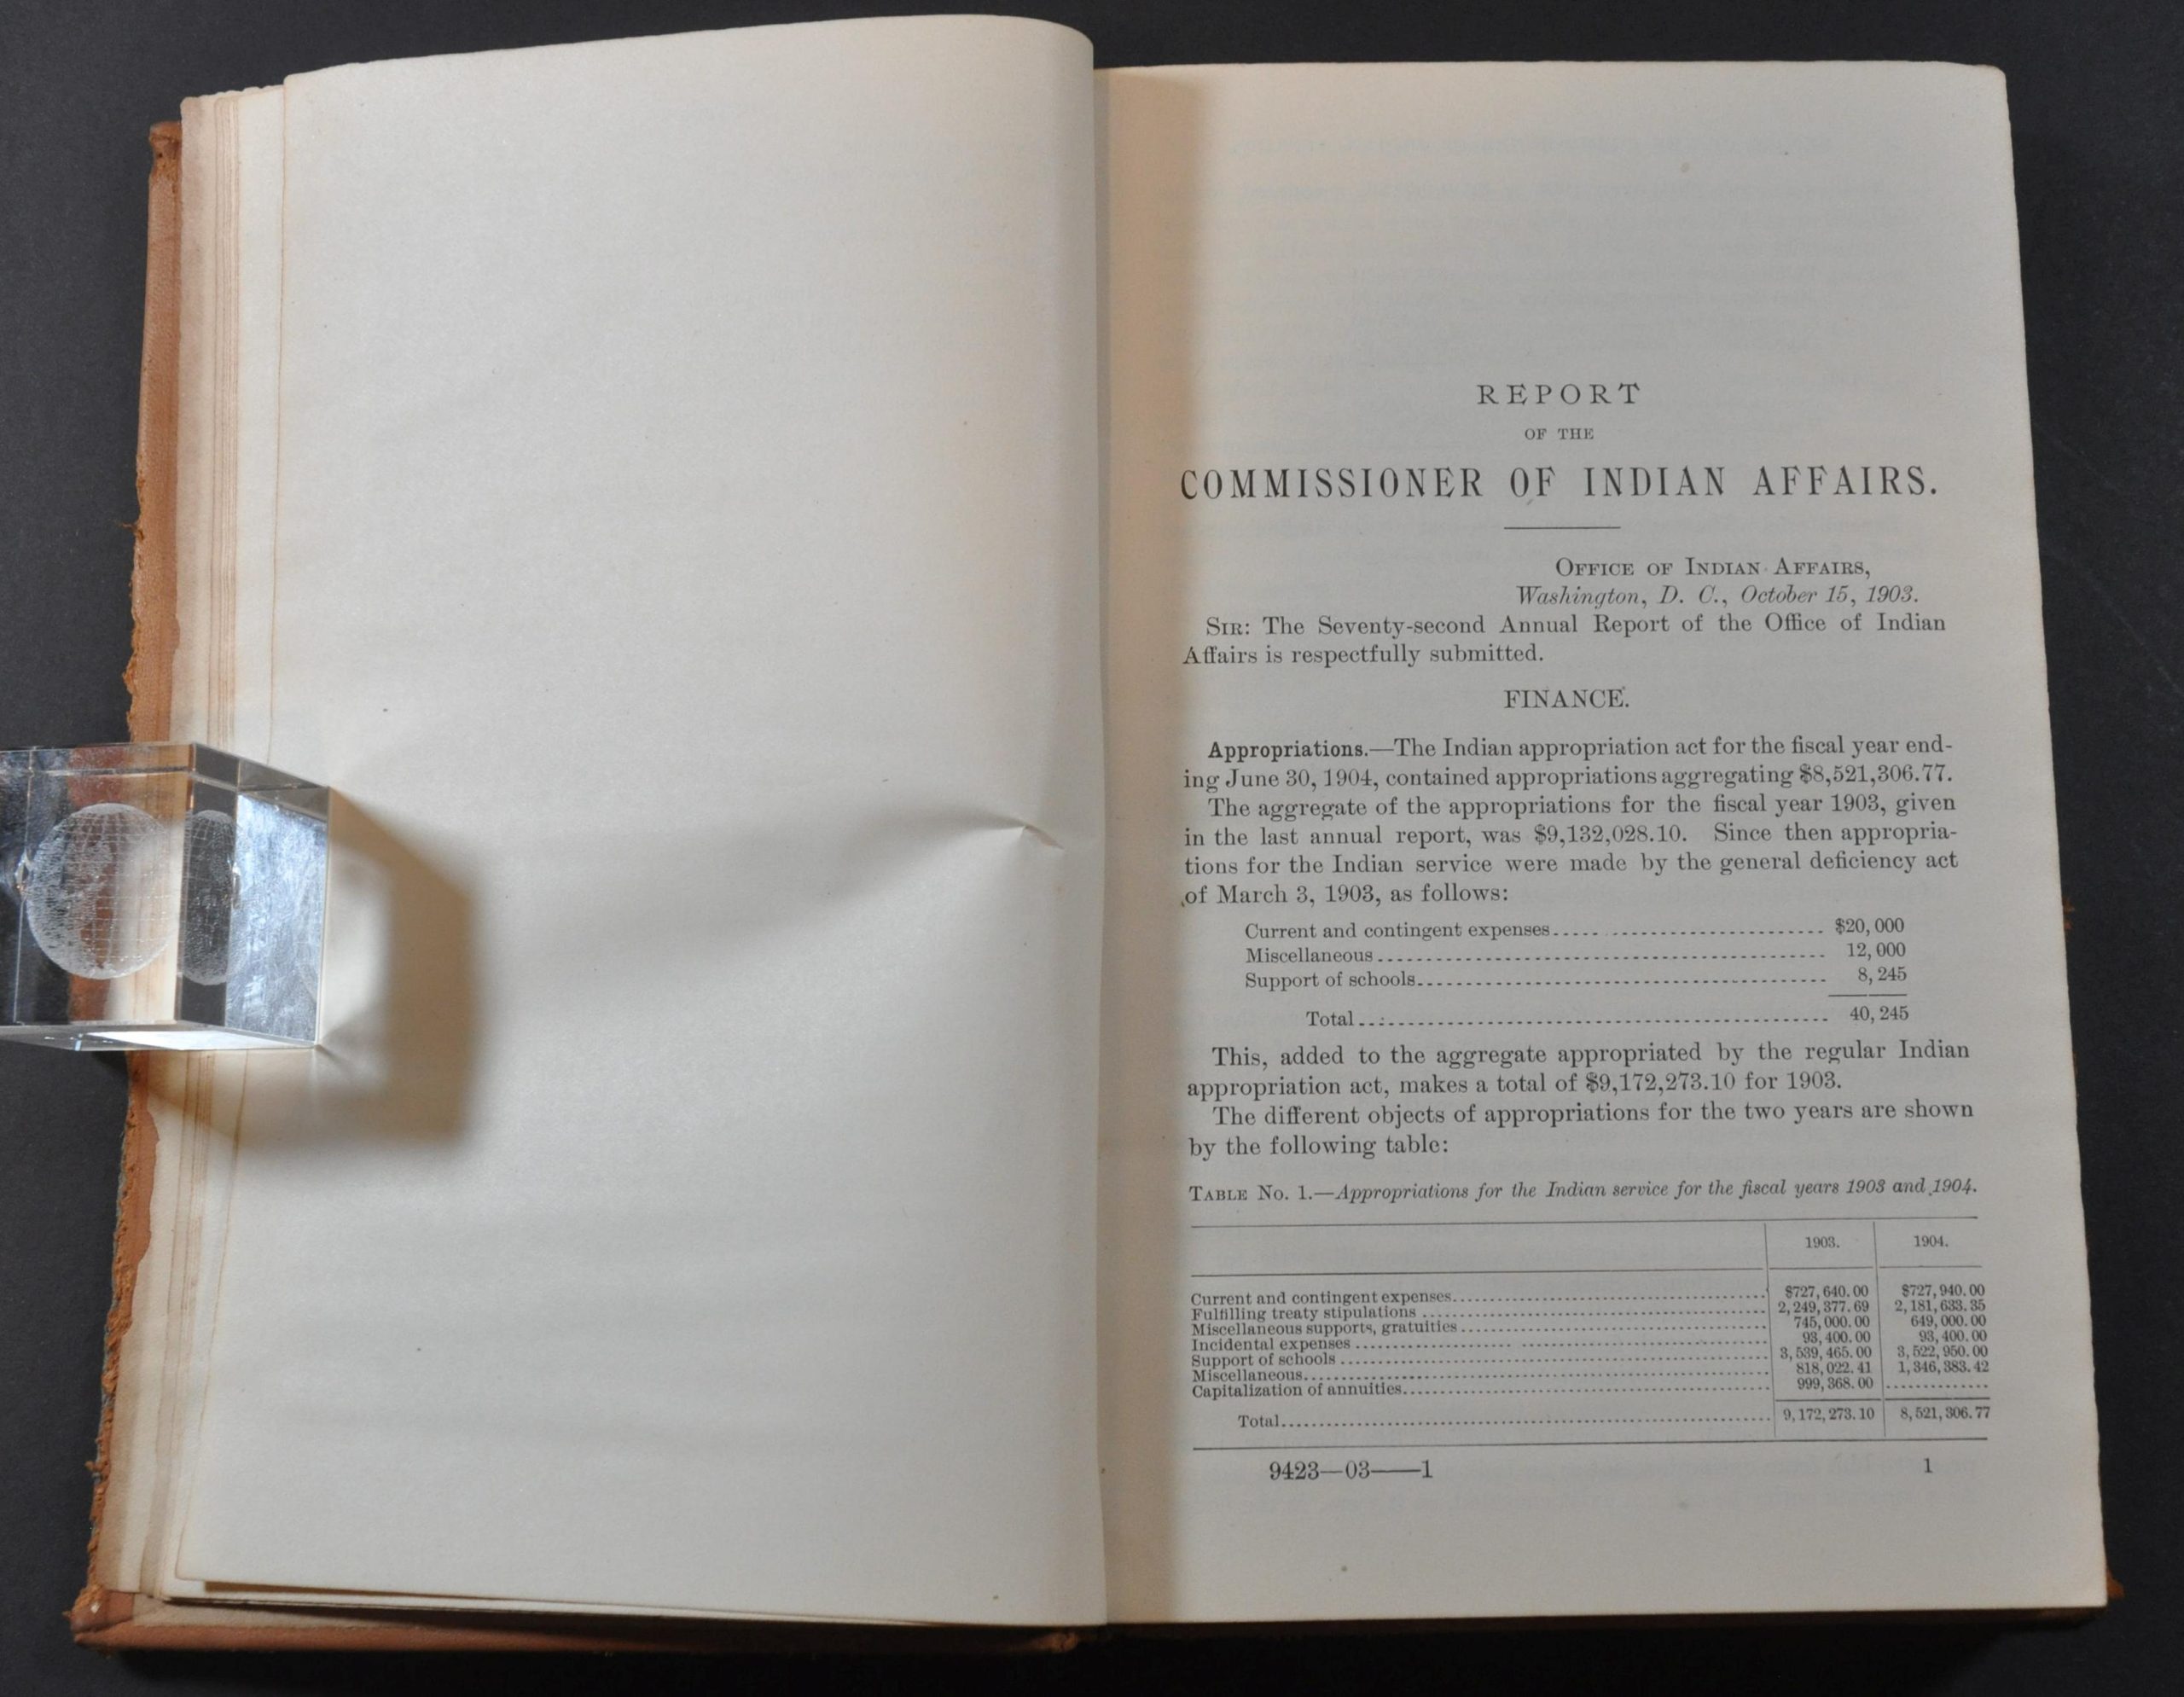 REPORT
OF THE
COMMISSIONER OF INDIAN AFFAIRS.
OFFICE OF INDIAN AFFAIRS,
Washington, D. C., October 15, 1903.
SIR: The Seventy-second Annual Report of the Office of Indian
Affairs is respectfully submitted.
FINANCE.
Appropriations.—The Indian appropriation act for the fiscal year end-
ing June 30, 1904, contained appropriations aggregating $8,521,306.77.
The aggregate of the appropriations for the fiscal year 1903, given
in the last annual report, was $9,132,028.10. Since then appropria-
tions for the Indian service were made by the general deficiency act
of March 3, 1903, as follows:
Current and contingent expenses........................ $20,000
Miscellaneous........................ 12,000
Support of schools........................ 8,245
Total........................ 40,245
This, added to the aggregate appropriated by the regular Indian
appropriation act, makes a total of $9,172,273.10 for 1903.
The different objects of appropriations for the two years are shown
by the following table:
TABLE No. 1.—Appropriations for the Indian service for the fiscal years 1903 and 1904.
1903. 1904.
Current and contingent expenses........................ $727,640.00 $727,940.00
Fulfilling treaty stipulations........................ 2,249,377.69 2,181,633.35
Miscellaneous supports, gratuities........................ 745,000.00 649,000.00
Incidental expenses........................ 93,400.00 93,400.00
Support of schools........................ 3,539,465.00 3,522,950.00
Miscellaneous........................ 818,022.41 1,346,383.42
Capitalization of annuities........................ 999,368.00 ..............
Total........................ 9,172,273.10 8,521,306.77
9423—03——1 1